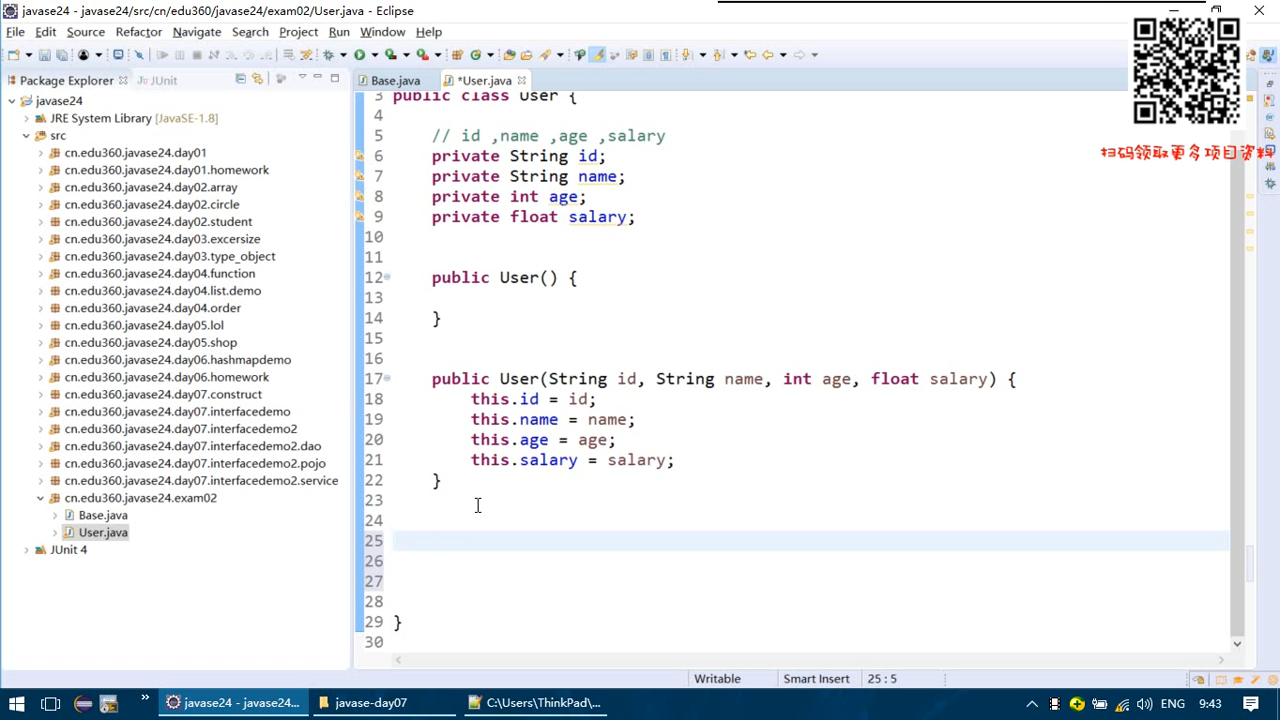 javase24 - javase24/src/cn/edu360/javase24/exam02/User.java - Eclipse
File Edit Source Refactor Navigate Search Project Run Window Help
Package Explorer JUnit
Base.java *User.java
扫码领取更多项目资料
javase24
JRE System Library [JavaSE-1.8]
src
cn.edu360.javase24.day01
cn.edu360.javase24.day01.homework
cn.edu360.javase24.day02.array
cn.edu360.javase24.day02.circle
cn.edu360.javase24.day02.student
cn.edu360.javase24.day03.excersize
cn.edu360.javase24.day03.type_object
cn.edu360.javase24.day04.function
cn.edu360.javase24.day04.list.demo
cn.edu360.javase24.day04.order
cn.edu360.javase24.day05.lol
cn.edu360.javase24.day05.shop
cn.edu360.javase24.day06.hashmapdemo
cn.edu360.javase24.day06.homework
cn.edu360.javase24.day07.construct
cn.edu360.javase24.day07.interfacedemo
cn.edu360.javase24.day07.interfacedemo2
cn.edu360.javase24.day07.interfacedemo2.dao
cn.edu360.javase24.day07.interfacedemo2.pojo
cn.edu360.javase24.day07.interfacedemo2.service
cn.edu360.javase24.exam02
Base.java
User.java
JUnit 4
3 public class User {
4
5 // id ,name ,age ,salary
6 private String id;
7 private String name;
8 private int age;
9 private float salary;
10
11
12 public User() {
13
14 }
15
16
17 public User(String id, String name, int age, float salary) {
18 this.id = id;
19 this.name = name;
20 this.age = age;
21 this.salary = salary;
22 }
23
24
25
26
27
28
29 }
30
Writable Smart Insert 25 : 5
javase24 - javase24... javase-day07 C:\Users\ThinkPad\... ENG 9:43